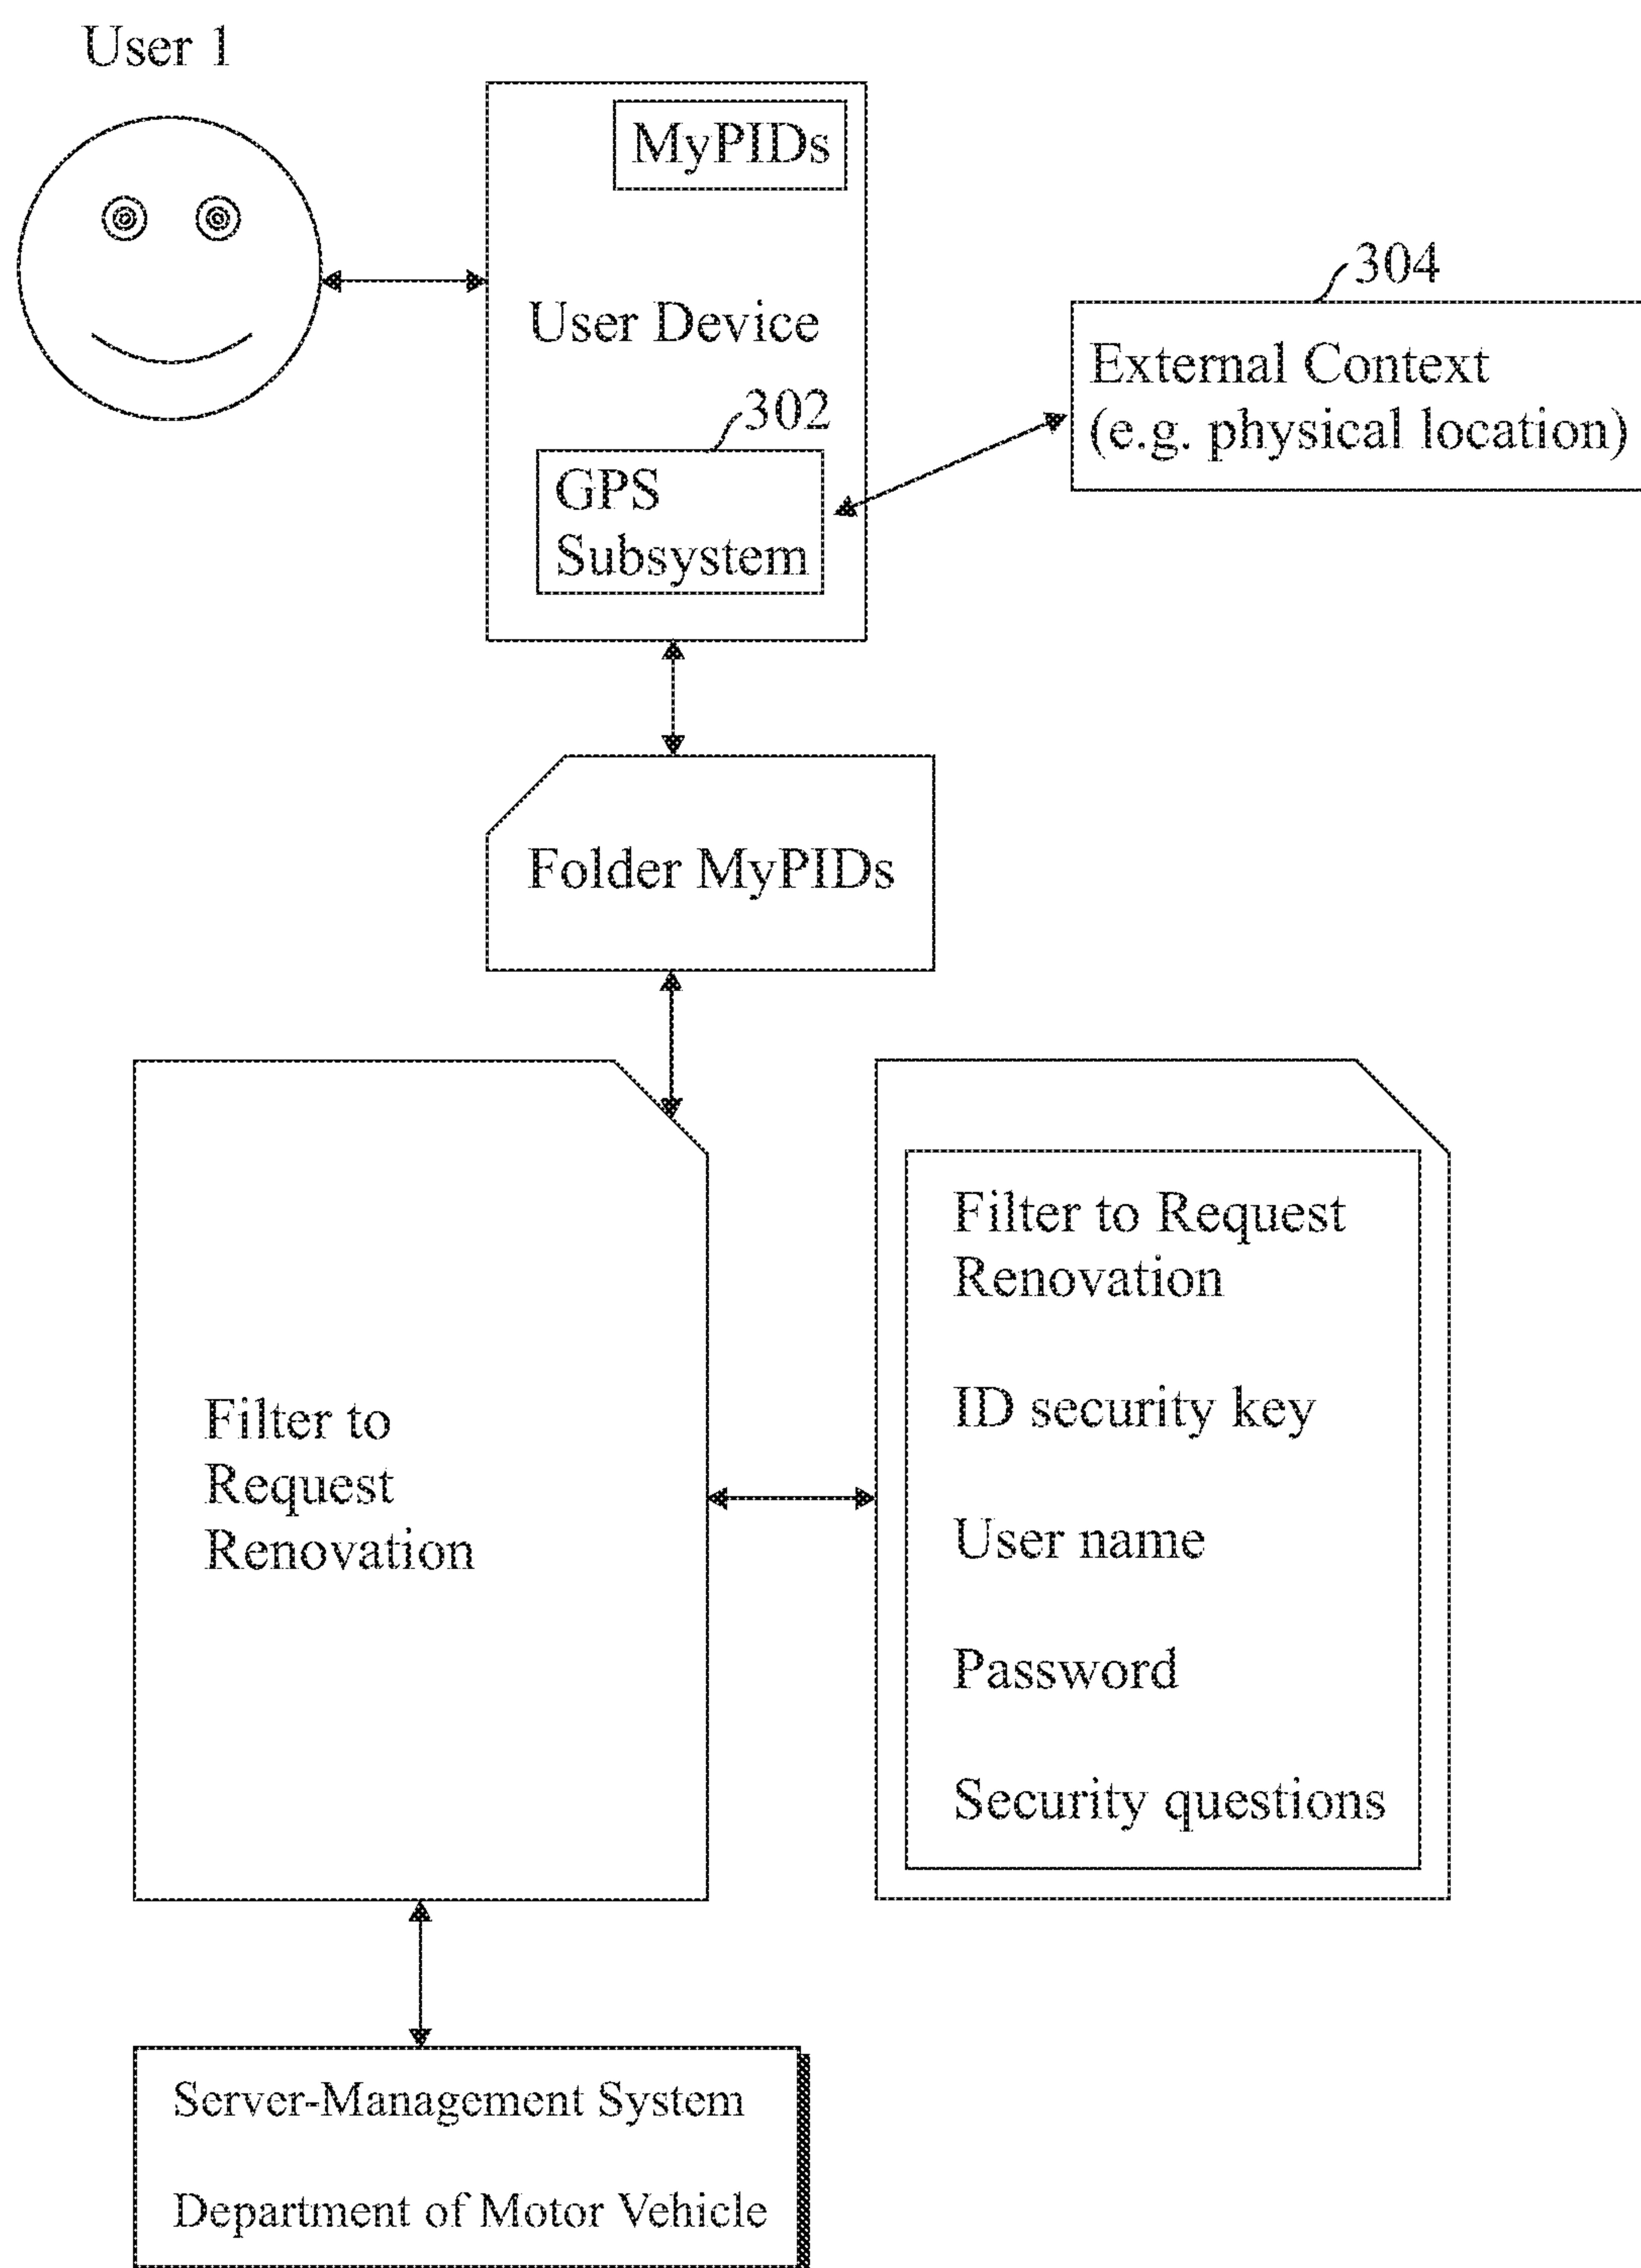 User 1
MyPIDs
User Device
304
External Context
(e.g. physical location)
302
GPS
Subsystem
Folder MyPIDs
Filter to
Request
Renovation
Filter to Request
Renovation
ID security key
User name
Password
Security questions
Server-Management System
Department of Motor Vehicle